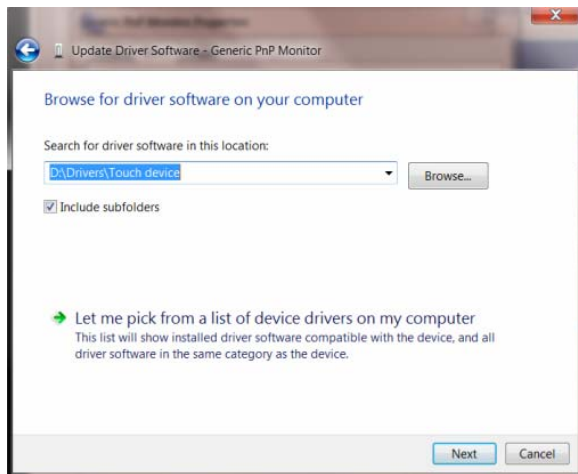 Update Driver Software - Generic PnP Monitor
Browse for driver software on your computer
Search for driver software in this location:
D:\Drivers\Touch device
Browse...
Include subfolders
Let me pick from a list of device drivers on my computer
This list will show installed driver software compatible with the device, and all
driver software in the same category as the device.
Next
Cancel